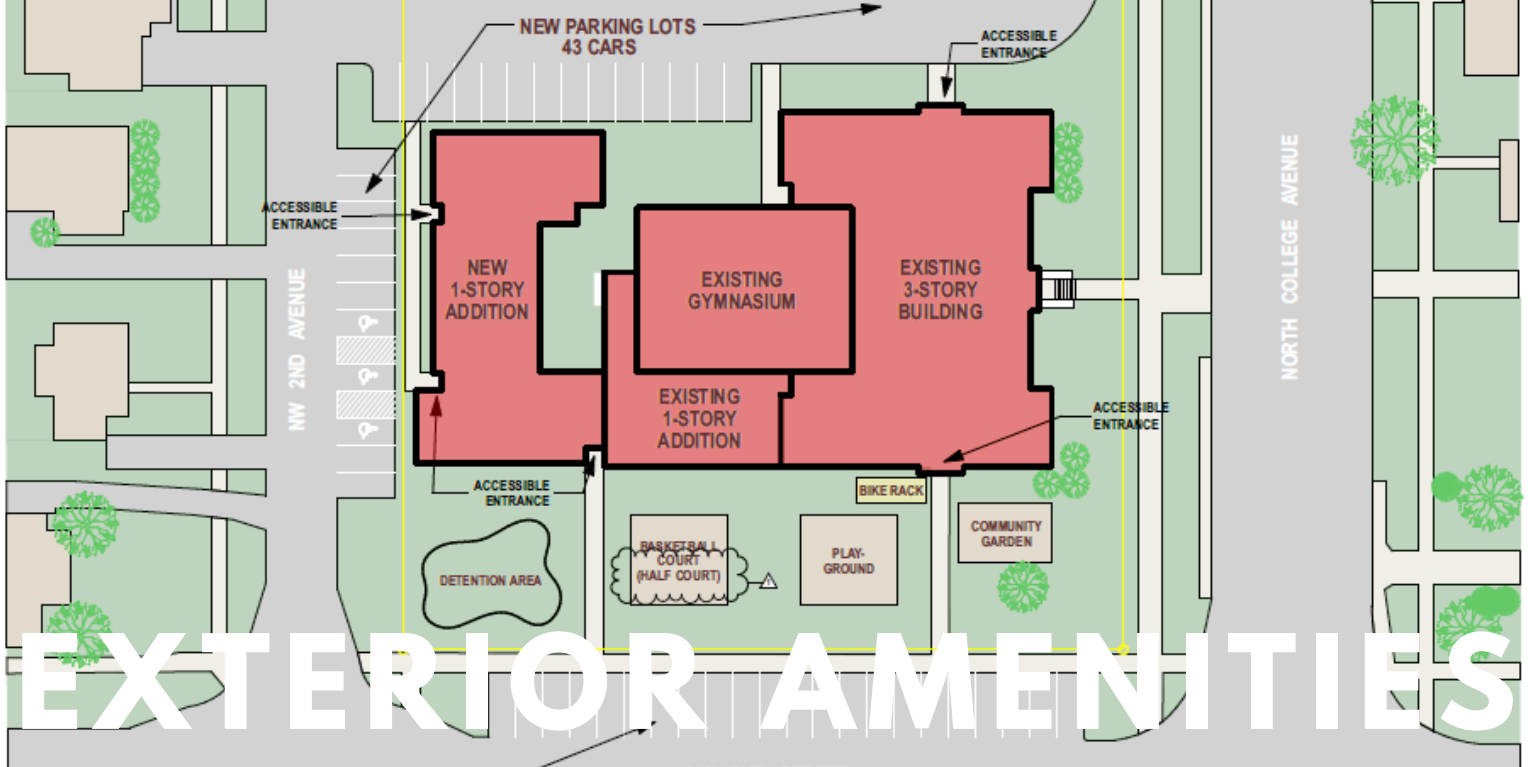 NEW PARKING LOTS
43 CARS
ACCESSIBLE
ENTRANCE
ACCESSIBLE
ENTRANCE
NW 2ND AVENUE
NEW
1-STORY
ADDITION
EXISTING
GYMNASIUM
EXISTING
3-STORY
BUILDING
NORTH COLLEGE AVENUE
EXISTING
1-STORY
ADDITION
ACCESSIBLE
ENTRANCE
ACCESSIBLE
ENTRANCE
BIKE RACK
DETENTION AREA
BASKETBALL
COURT
(HALF COURT)
PLAY-
GROUND
COMMUNITY
GARDEN
EXTERIOR AMENITIES